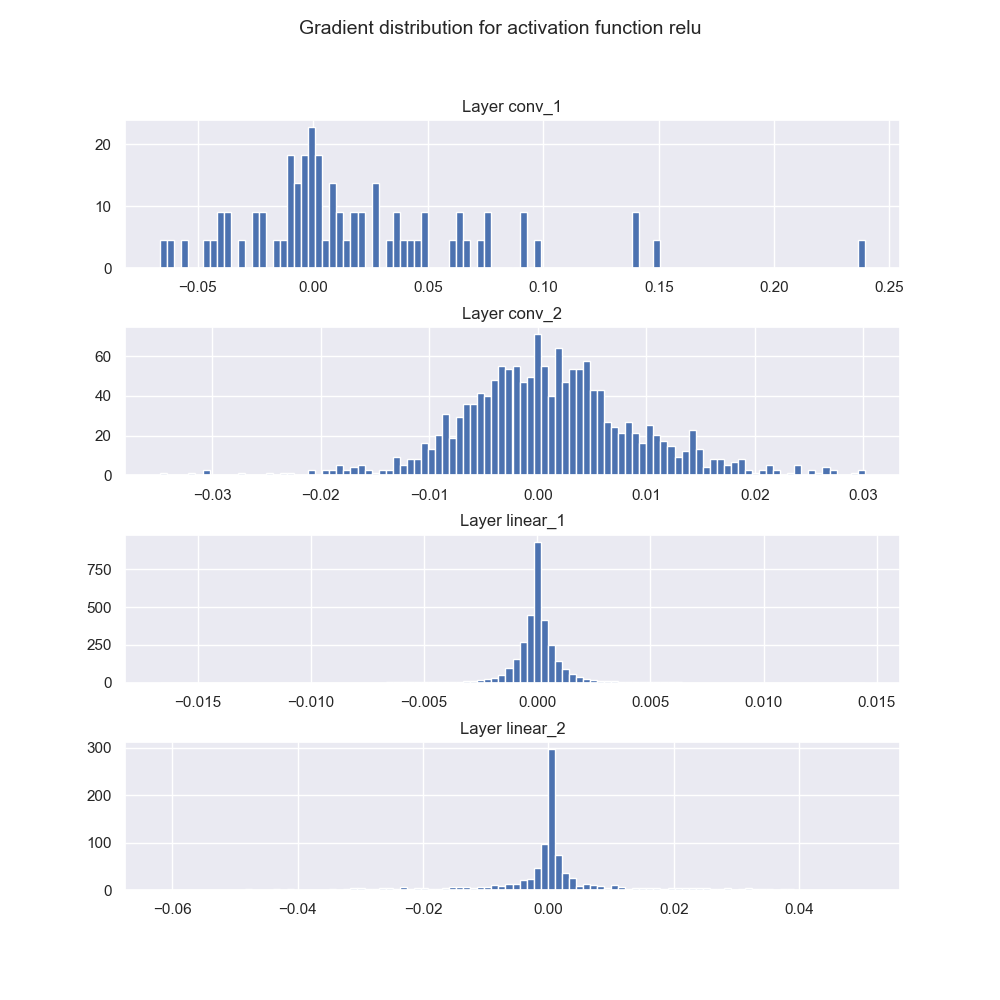 Gradient distribution for activation function relu
Layer conv_1
20
10
0
−0.05 0.00 0.05 0.10 0.15 0.20 0.25
Layer conv_2
60
40
20
0
−0.03 −0.02 −0.01 0.00 0.01 0.02 0.03
Layer linear_1
750
500
250
0
−0.015 −0.010 −0.005 0.000 0.005 0.010 0.015
Layer linear_2
300
200
100
0
−0.06 −0.04 −0.02 0.00 0.02 0.04